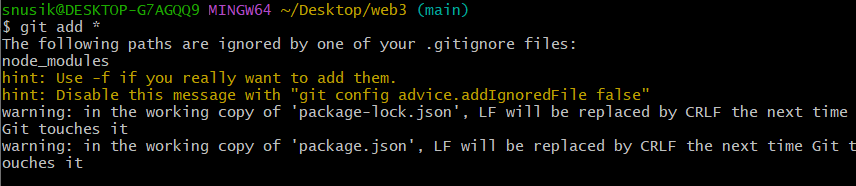 snusik@DESKTOP-G7AGQQ9 MINGW64 ~/Desktop/web3 (main)
$ git add *
The following paths are ignored by one of your .gitignore files:
node_modules
hint: Use -f if you really want to add them.
hint: Disable this message with "git config advice.addIgnoredFile false"
warning: in the working copy of 'package-lock.json', LF will be replaced by CRLF the next time
Git touches it
warning: in the working copy of 'package.json', LF will be replaced by CRLF the next time Git t
ouches it